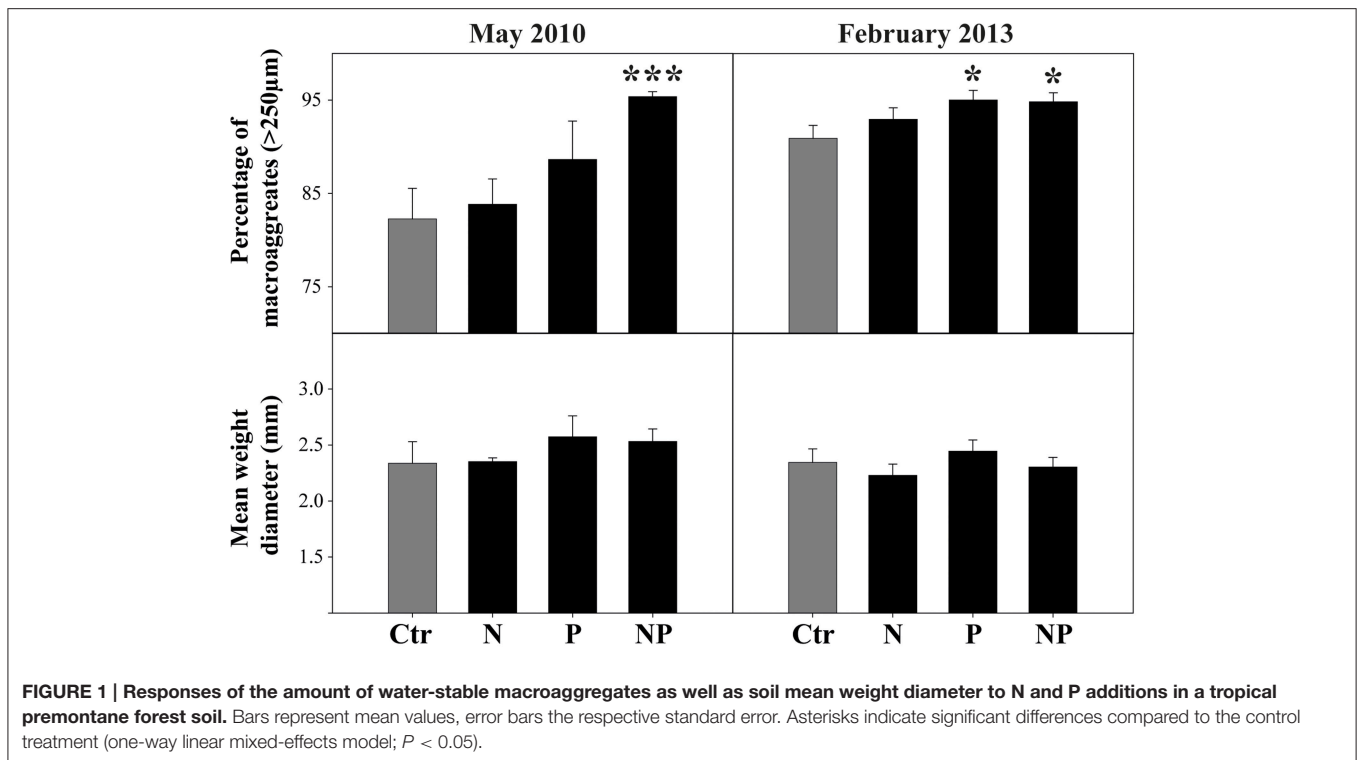 May 2010
February 2013
Percentage of
macroaggreates (>250µm)
95
85
75
***
*
*
Mean weight
diameter (mm)
3.0
2.5
2.0
1.5
Ctr N P NP
Ctr N P NP
FIGURE 1 | Responses of the amount of water-stable macroaggregates as well as soil mean weight diameter to N and P additions in a tropical
premontane forest soil. Bars represent mean values, error bars the respective standard error. Asterisks indicate significant differences compared to the control
treatment (one-way linear mixed-effects model; P < 0.05).